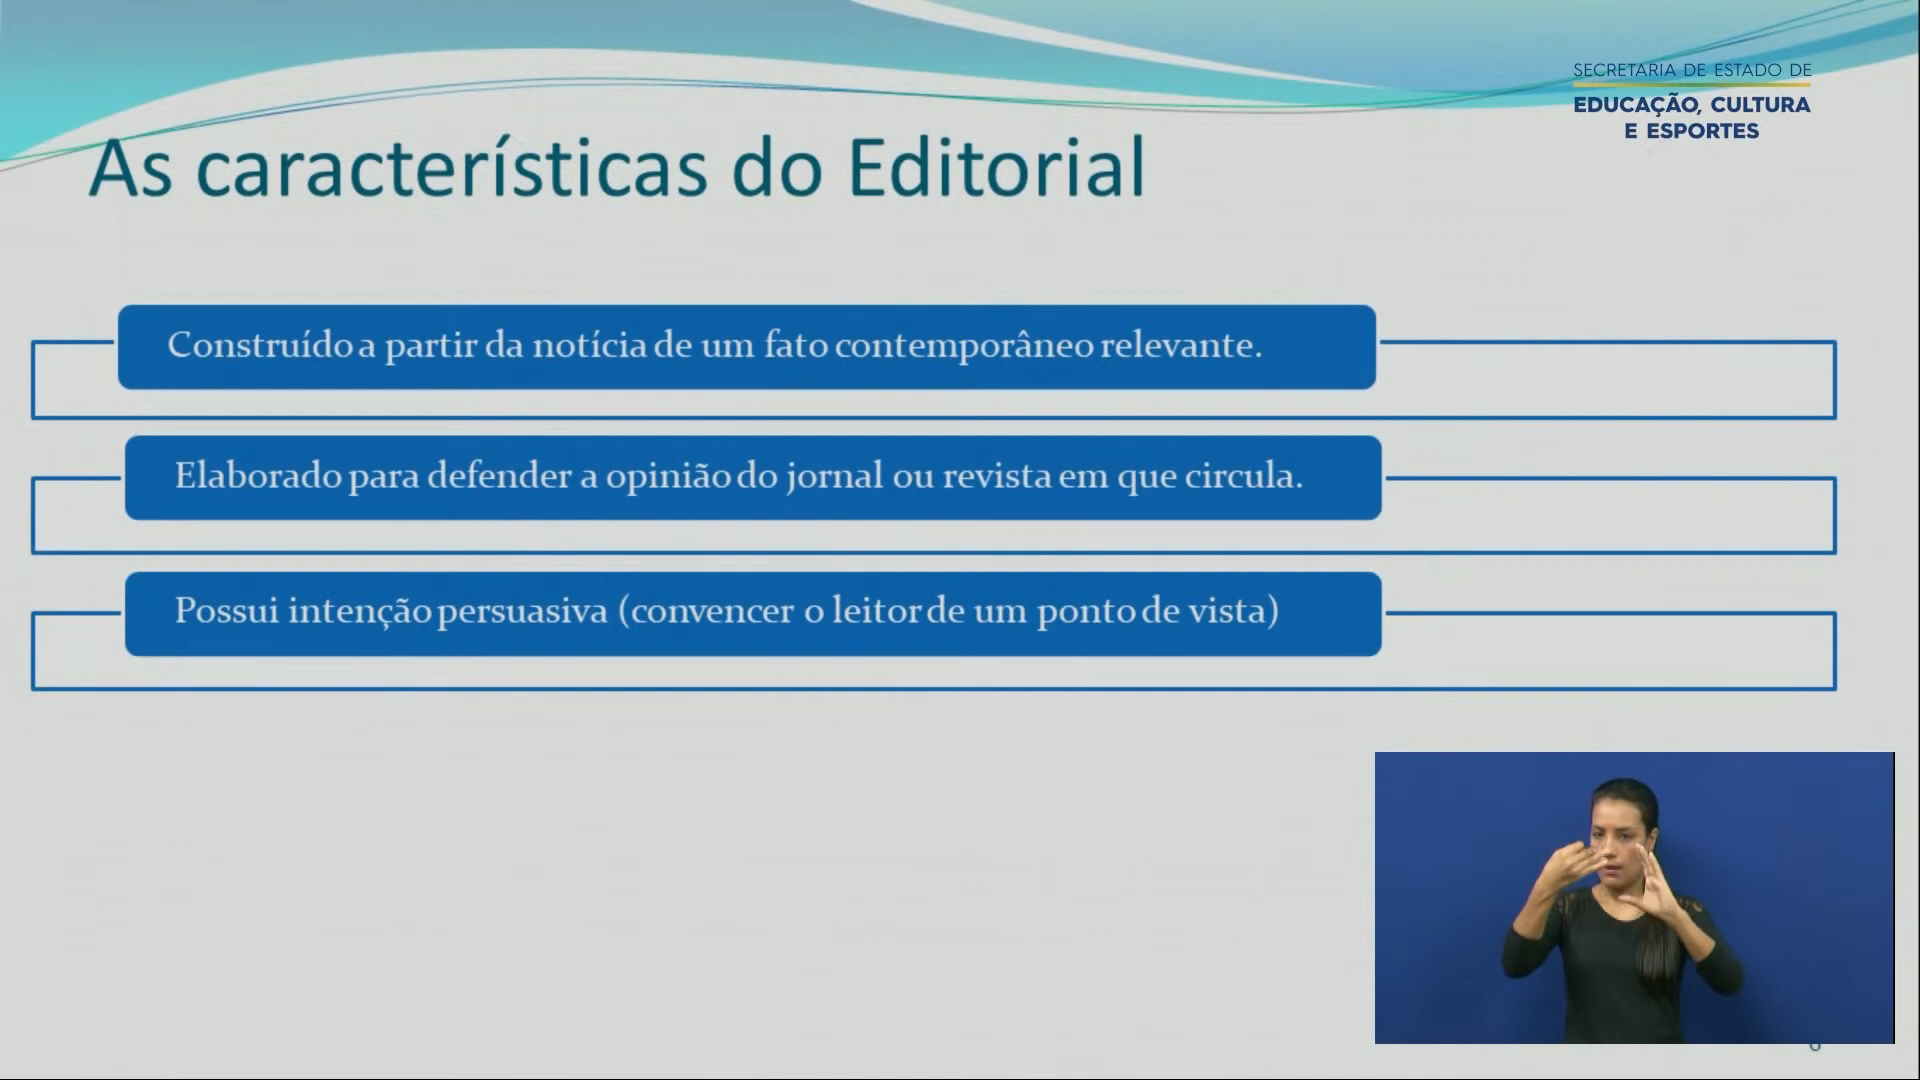 SECRETARIA DE ESTADO DE
EDUCAÇÃO, CULTURA
E ESPORTES
As características do Editorial
Construído a partir da notícia de um fato contemporâneo relevante.
Elaborado para defender a opinião do jornal ou revista em que circula.
Possui intenção persuasiva (convencer o leitor de um ponto de vista)